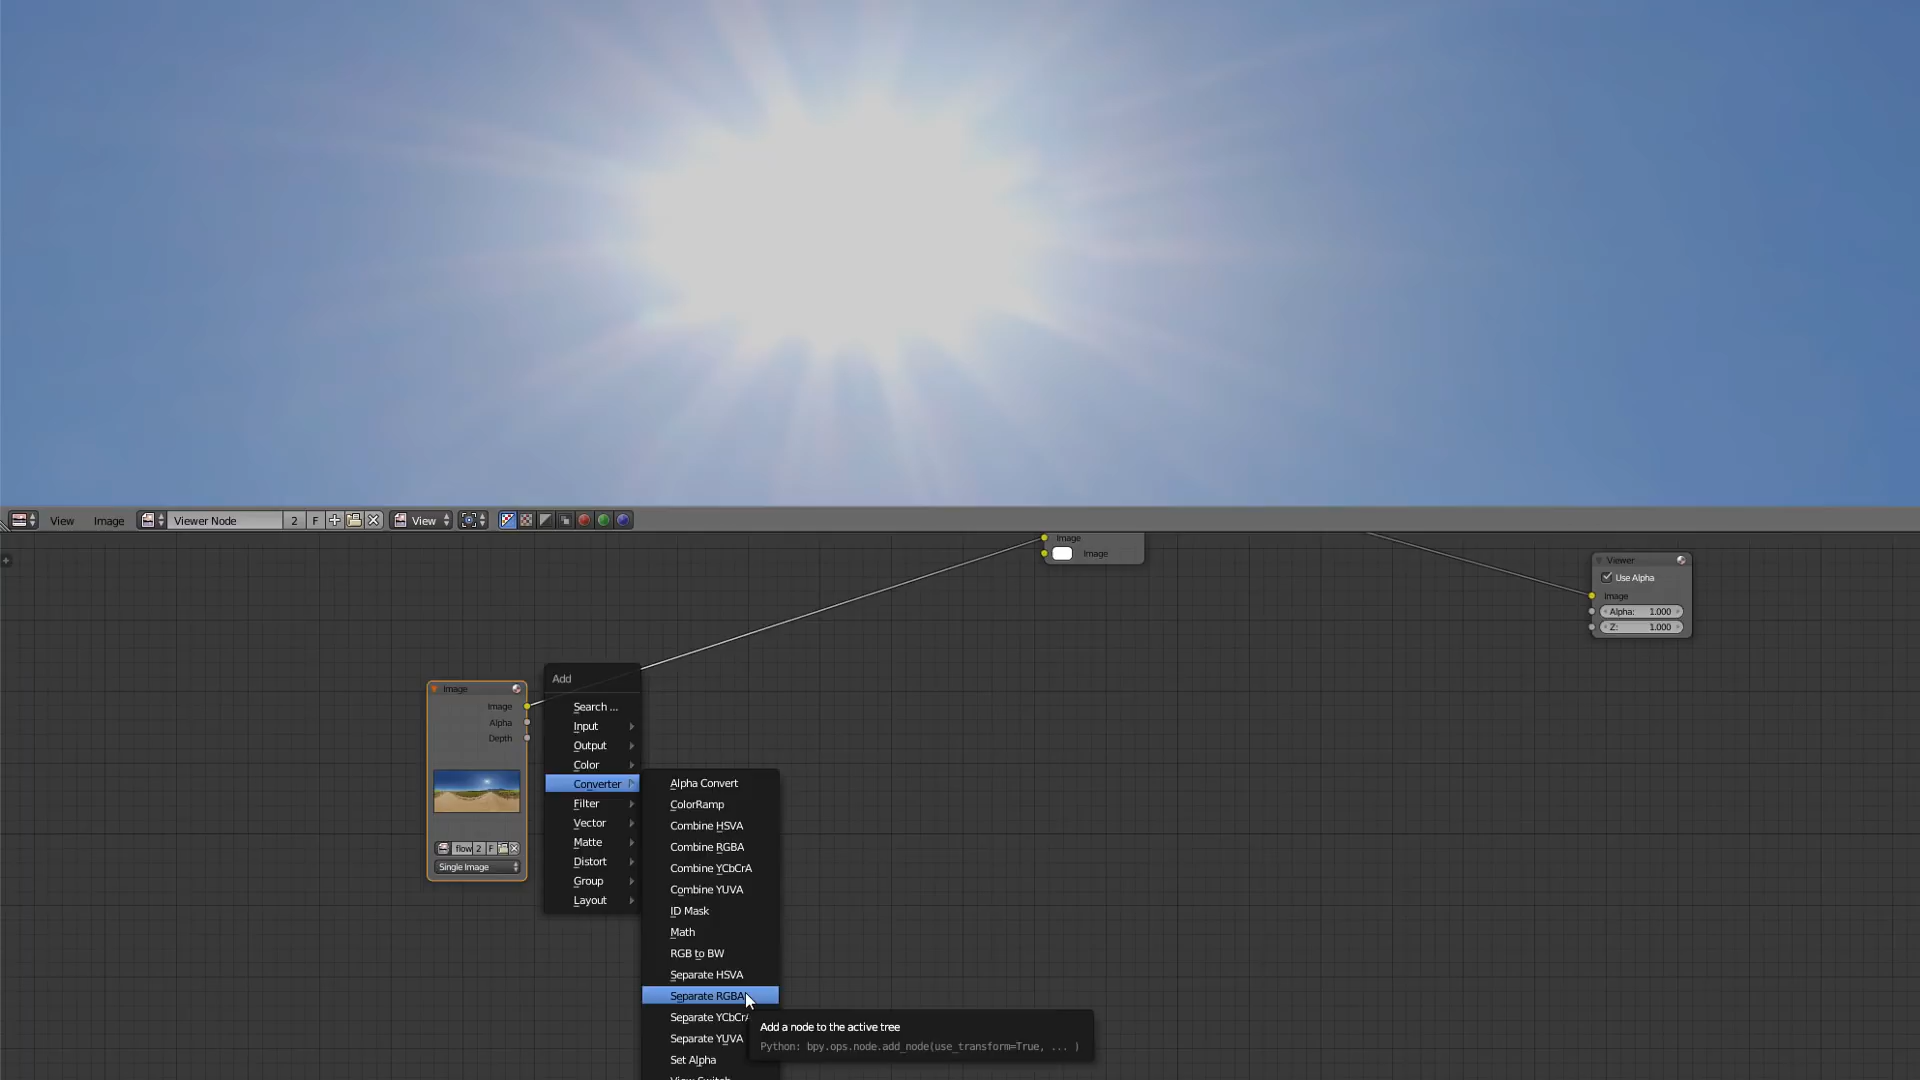 View
Image
Viewer Node
2
F
View
Image
Image
Viewer
Use Alpha
Image
Alpha: 1.000
Z: 1.000
Image
Image
Alpha
Depth
flow 2 F
Single Image
Add
Search ...
Input
Output
Color
Converter
Filter
Vector
Matte
Distort
Group
Layout
Alpha Convert
ColorRamp
Combine HSVA
Combine RGBA
Combine YCbCrA
Combine YUVA
ID Mask
Math
RGB to BW
Separate HSVA
Separate RGBA
Separate YCbCrA
Separate YUVA
Set Alpha
Add a node to the active tree
Python: bpy.ops.node.add_node(use_transform=True, ... )